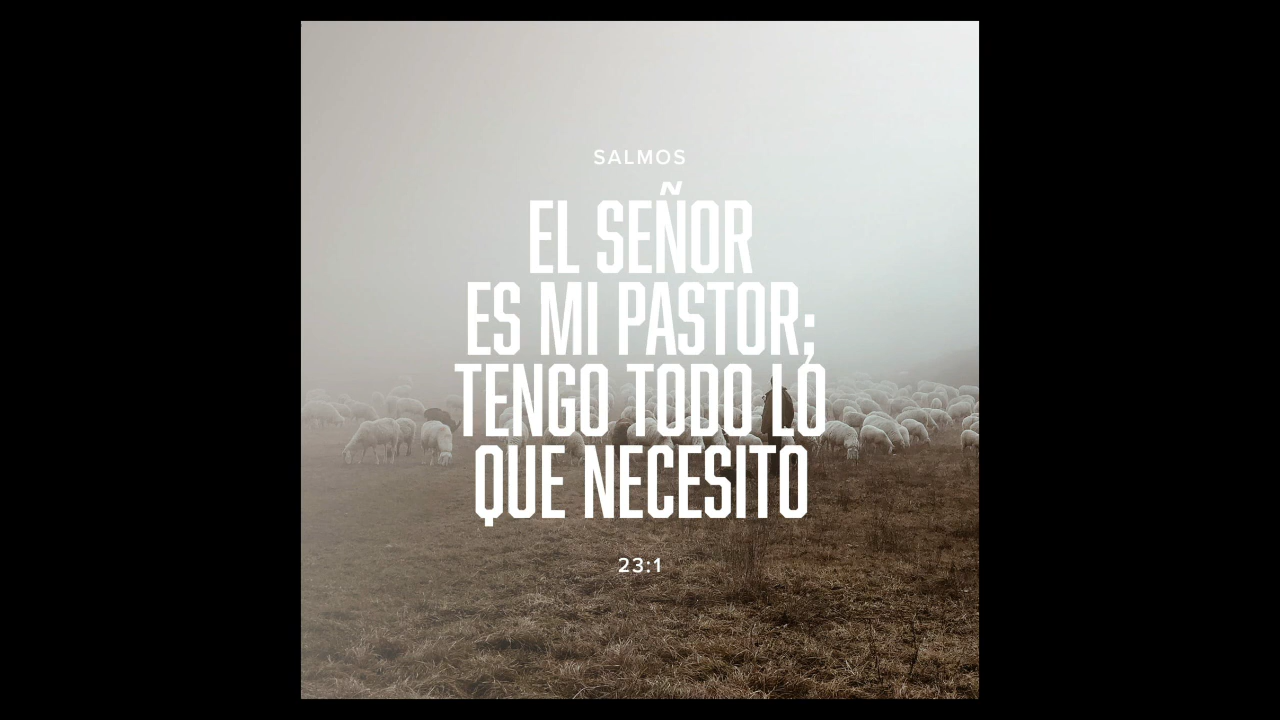 SALMOS
EL SEÑOR
ES MI PASTOR;
TENGO TODO LO
QUE NECESITO
23:1